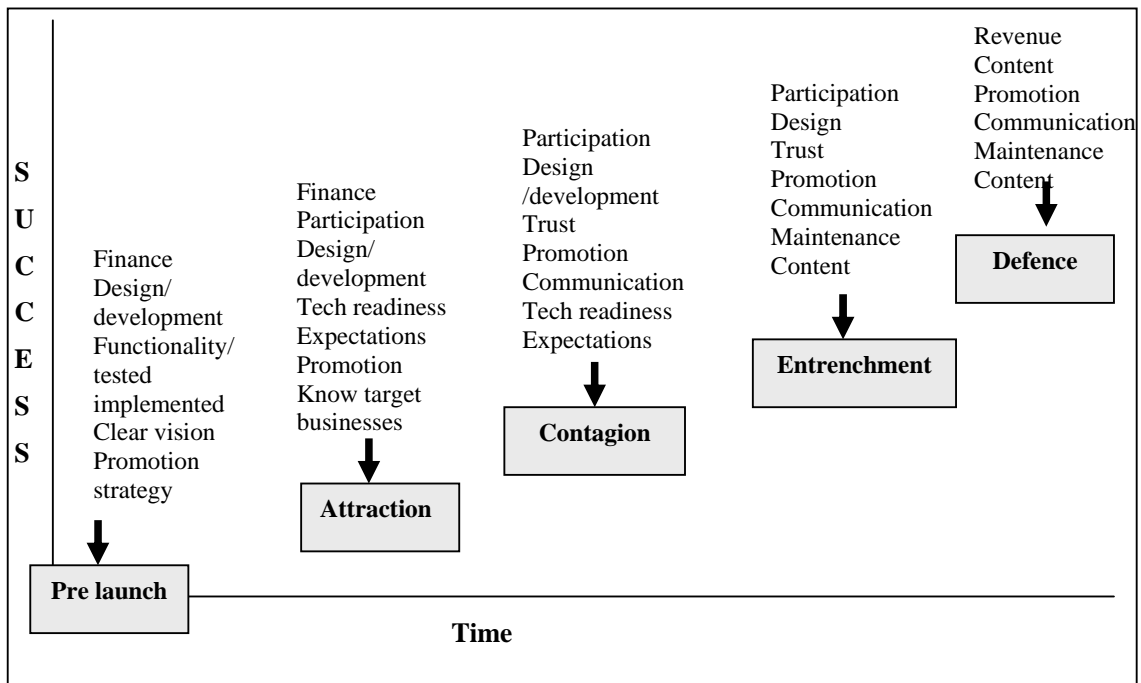 S
U
C
C
E
S
S
Finance
Design/
development
Functionality/
tested
implemented
Clear vision
Promotion
strategy
Pre launch
Finance
Participation
Design/
development
Tech readiness
Expectations
Promotion
Know target
businesses
Attraction
Participation
Design
/development
Trust
Promotion
Communication
Tech readiness
Expectations
Contagion
Participation
Design
Trust
Promotion
Communication
Maintenance
Content
Entrenchment
Revenue
Content
Promotion
Communication
Maintenance
Content
Defence
Time